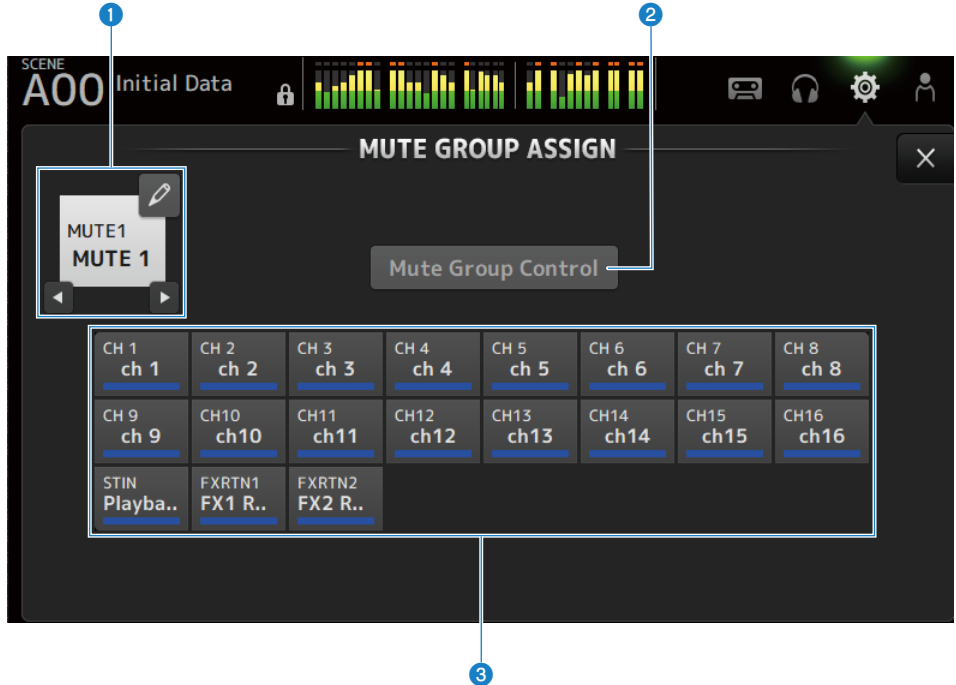 1
2
SCENE
A00 Initial Data
MUTE GROUP ASSIGN
MUTE1
MUTE 1
Mute Group Control
CH 1 CH 2 CH 3 CH 4 CH 5 CH 6 CH 7 CH 8
ch 1 ch 2 ch 3 ch 4 ch 5 ch 6 ch 7 ch 8
CH 9 CH10 CH11 CH12 CH13 CH14 CH15 CH16
ch 9 ch10 ch11 ch12 ch13 ch14 ch15 ch16
STIN FXRTN1 FXRTN2
Playba.. FX1 R.. FX2 R..
3